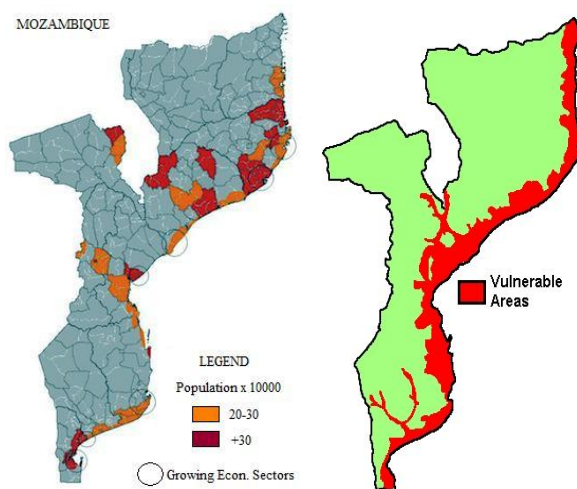 MOZAMBIQUE
LEGEND
Population x 10000
20-30
+30
Growing Econ. Sectors
Vulnerable
Areas